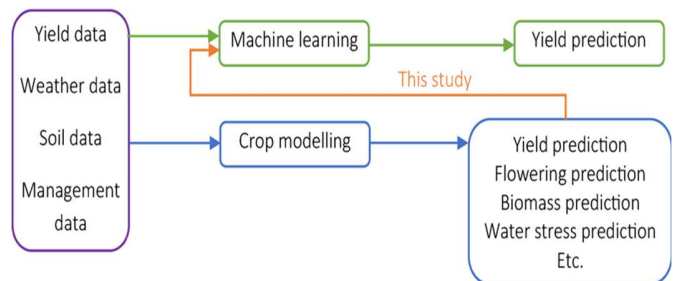 Yield data
Weather data
Soil data
Management
data
Machine learning
Yield prediction
This study
Crop modelling
Yield prediction
Flowering prediction
Biomass prediction
Water stress prediction
Etc.